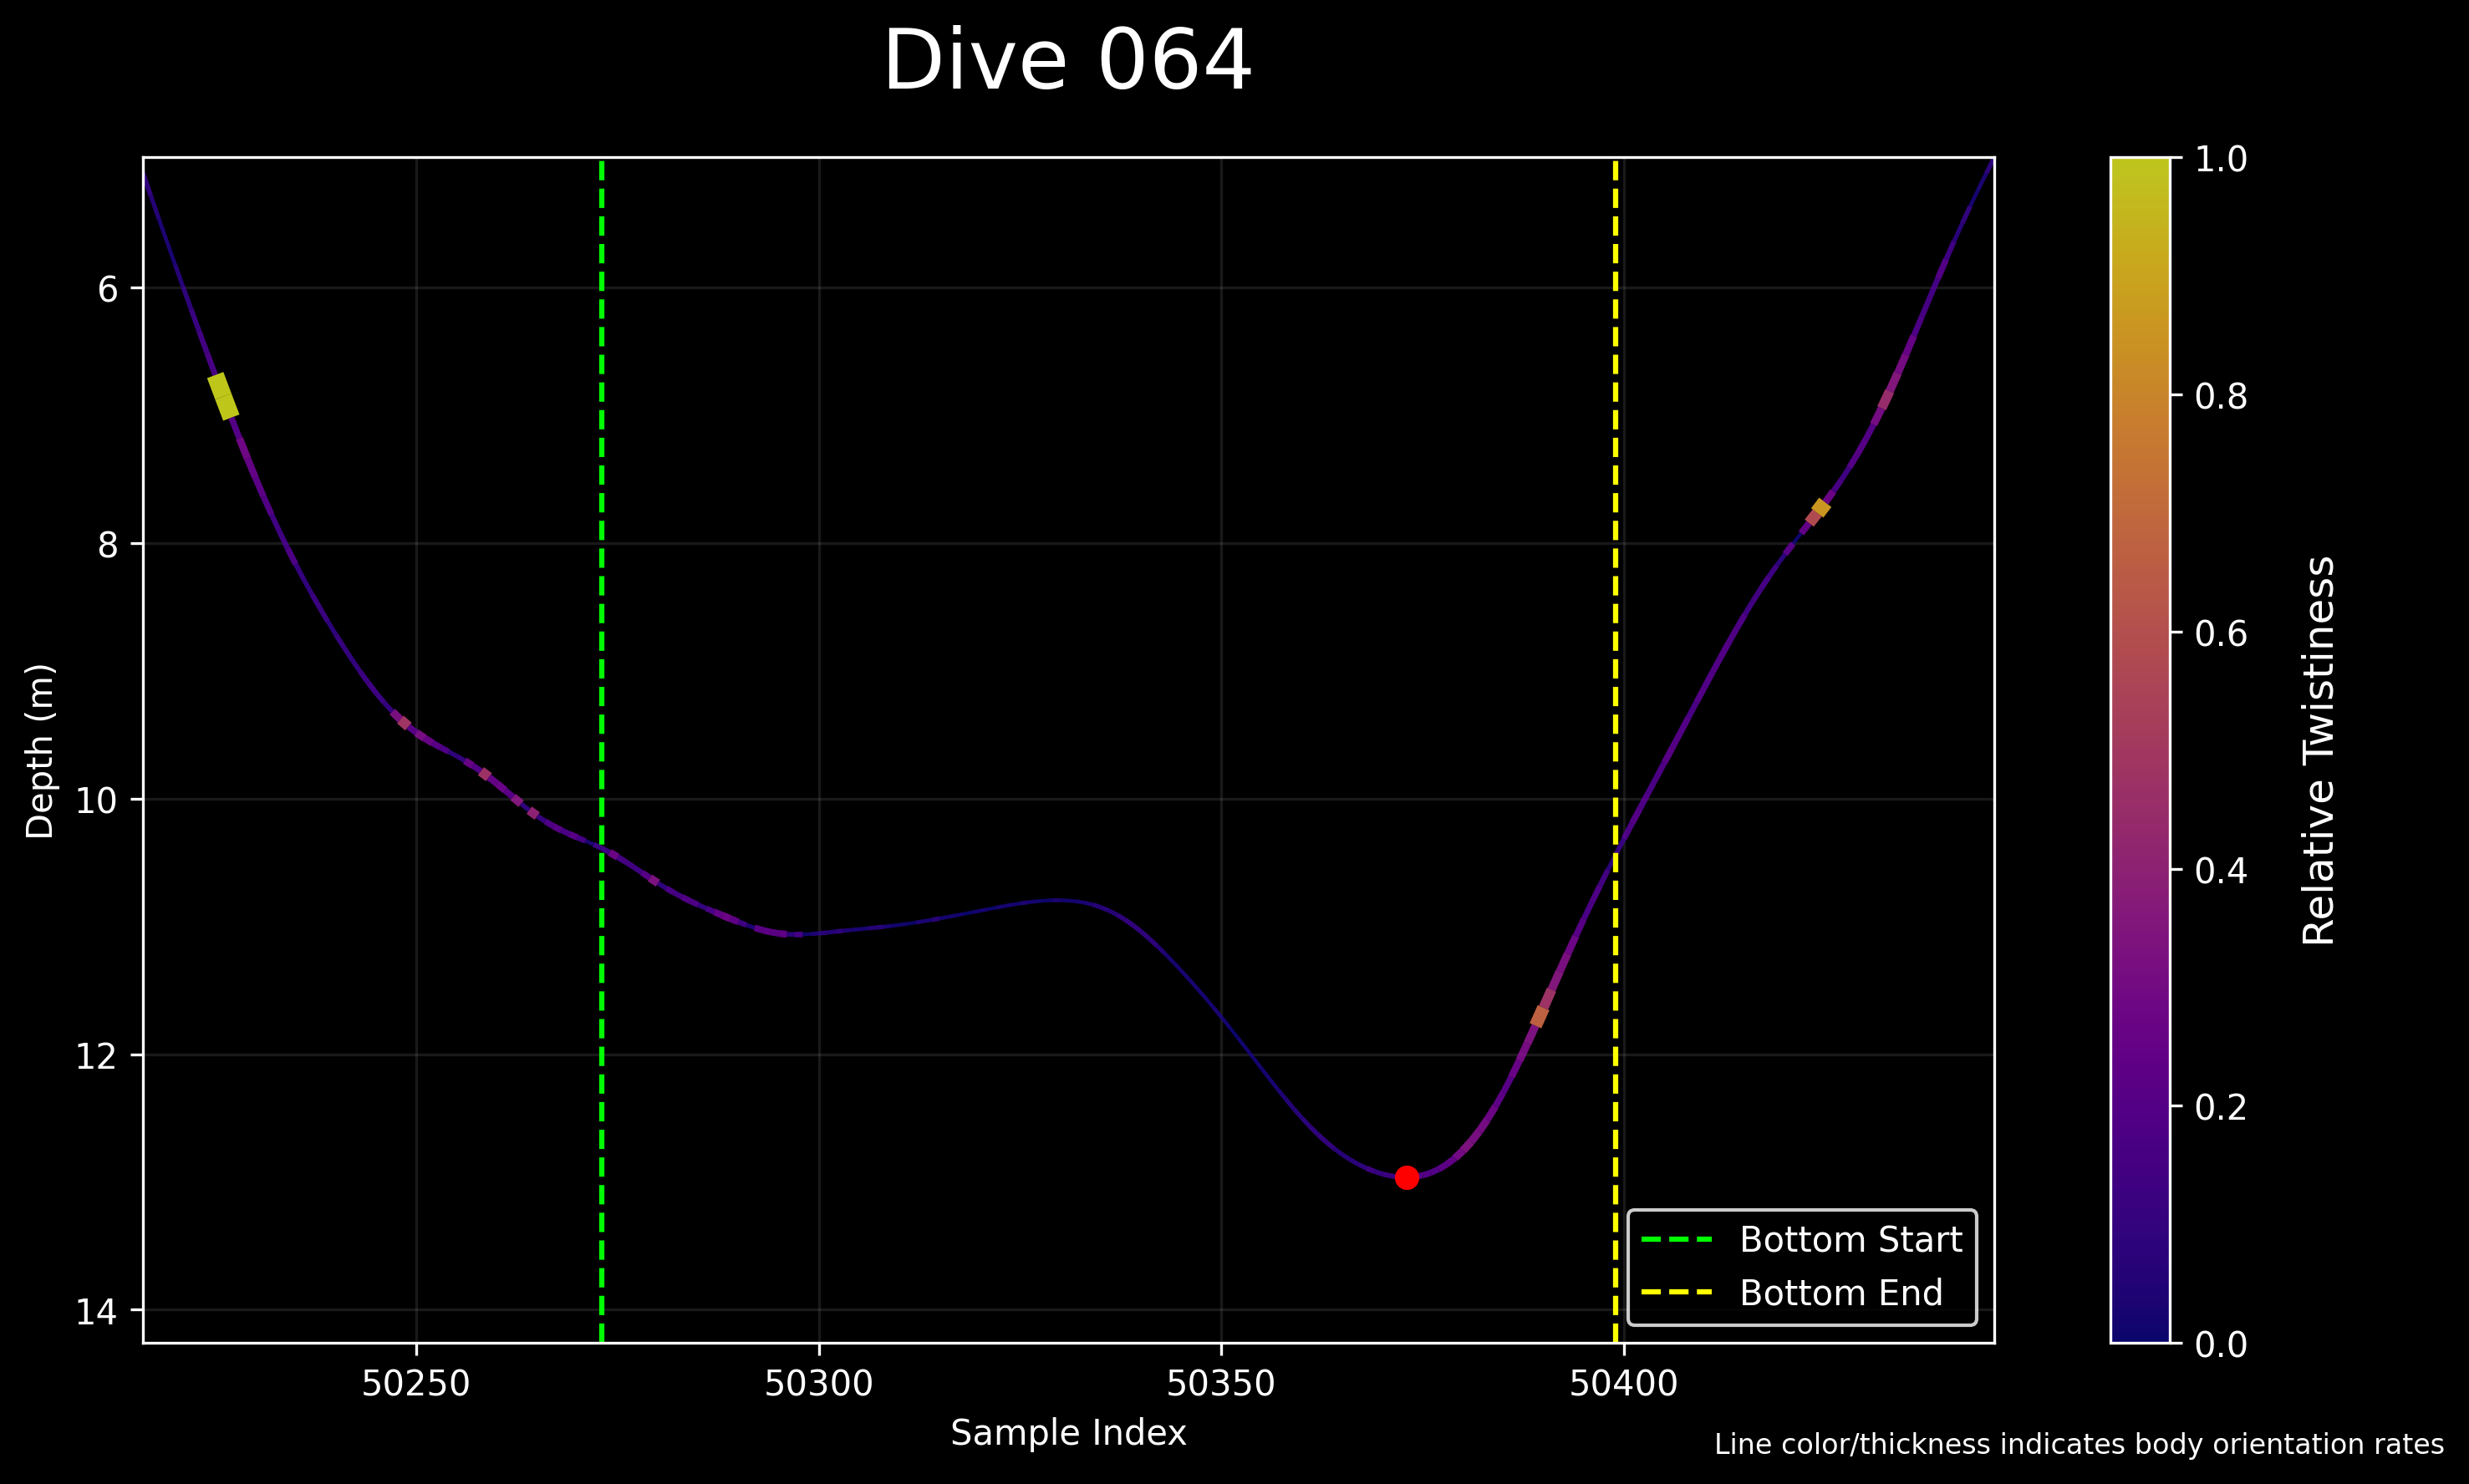 Dive 064
Depth (m)
6
8
10
12
14
50250
50300
50350
50400
Sample Index
Bottom Start
Bottom End
1.0
0.8
0.6
0.4
0.2
0.0
Relative Twistiness
Line color/thickness indicates body orientation rates